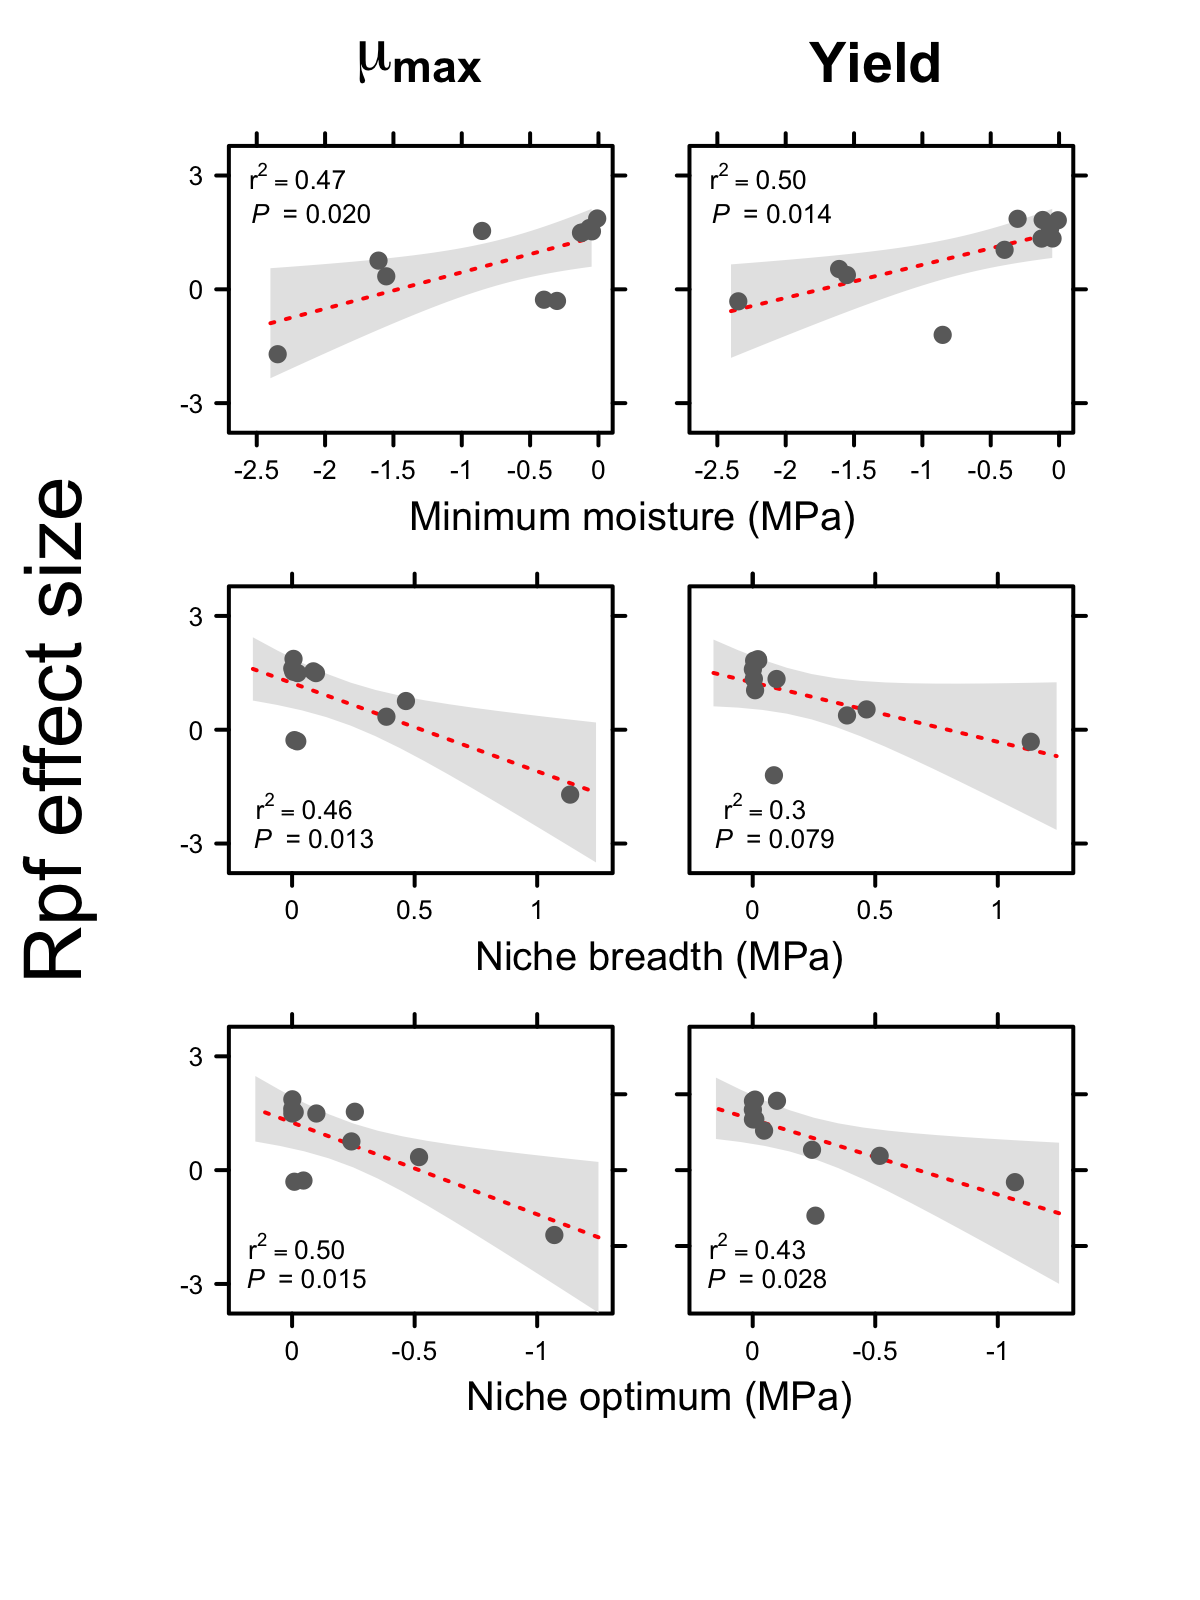 μmax Yield
Rpf effect size
r² = 0.47
P = 0.020
3
0
-3
-2.5 -2 -1.5 -1 -0.5 0
r² = 0.50
P = 0.014
-2.5 -2 -1.5 -1 -0.5 0
Minimum moisture (MPa)
3
0
-3
r² = 0.46
P = 0.013
0 0.5 1
r² = 0.3
P = 0.079
0 0.5 1
Niche breadth (MPa)
3
0
-3
r² = 0.50
P = 0.015
0 -0.5 -1
r² = 0.43
P = 0.028
0 -0.5 -1
Niche optimum (MPa)